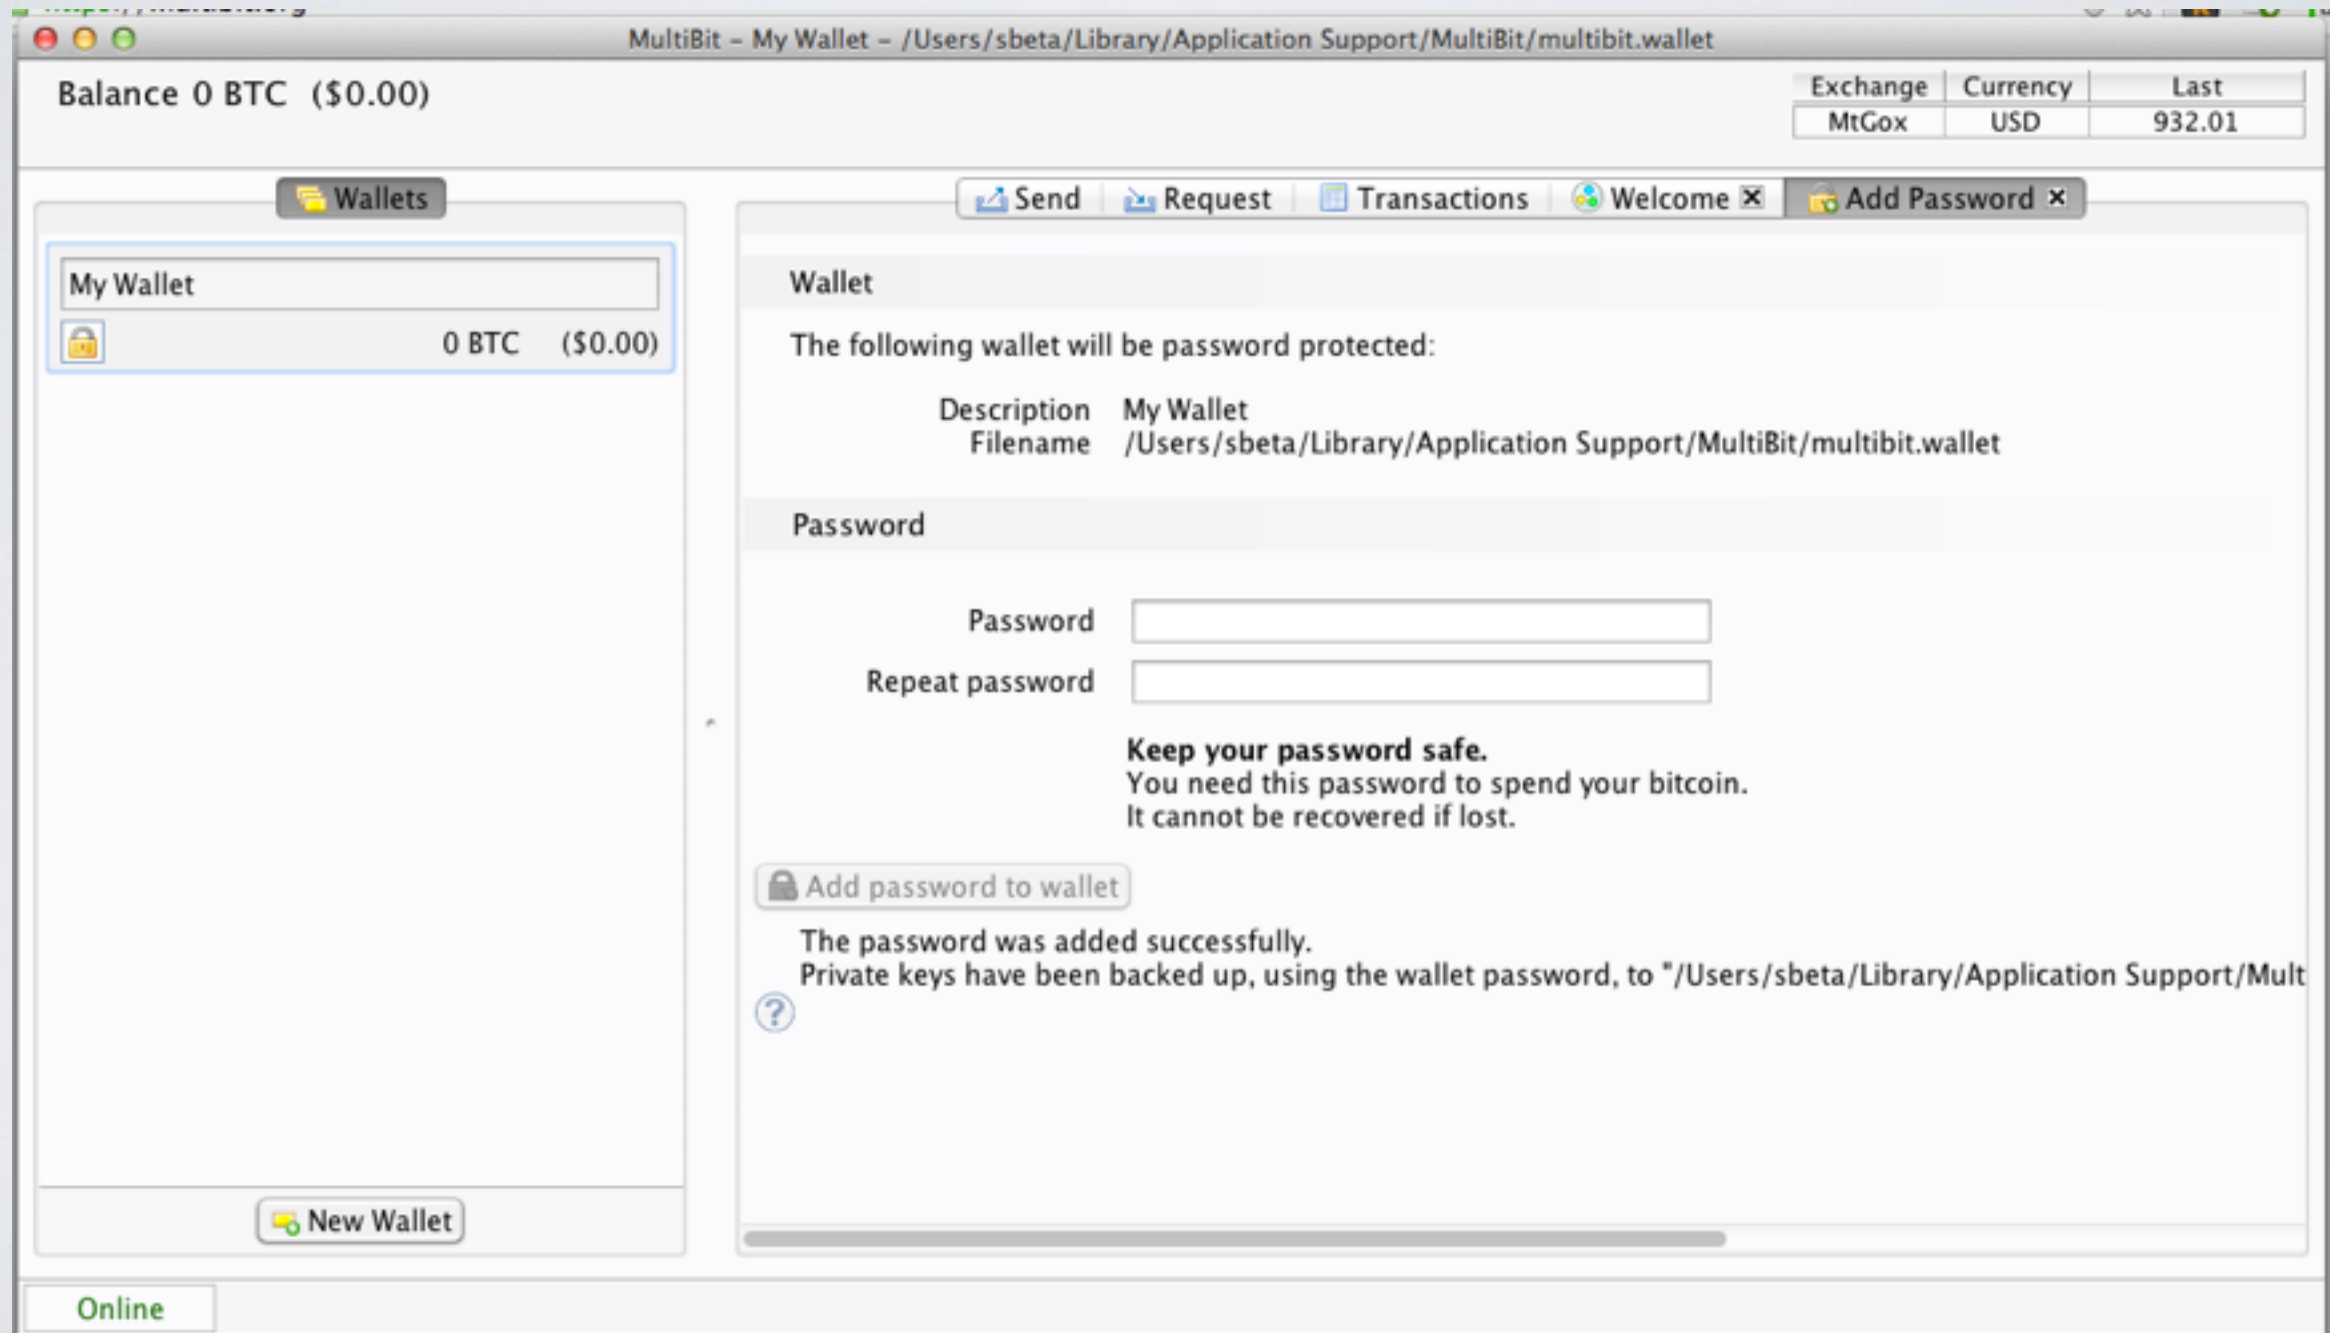 MultiBit – My Wallet – /Users/sbeta/Library/Application Support/MultiBit/multibit.wallet
Balance 0 BTC ($0.00)
Exchange Currency Last
MtGox USD 932.01
Wallets
Send Request Transactions Welcome Add Password
My Wallet
0 BTC ($0.00)
Wallet
The following wallet will be password protected:
Description My Wallet
Filename /Users/sbeta/Library/Application Support/MultiBit/multibit.wallet
Password
Password
Repeat password
Keep your password safe.
You need this password to spend your bitcoin.
It cannot be recovered if lost.
Add password to wallet
The password was added successfully.
Private keys have been backed up, using the wallet password, to "/Users/sbeta/Library/Application Support/Mult
?
New Wallet
Online